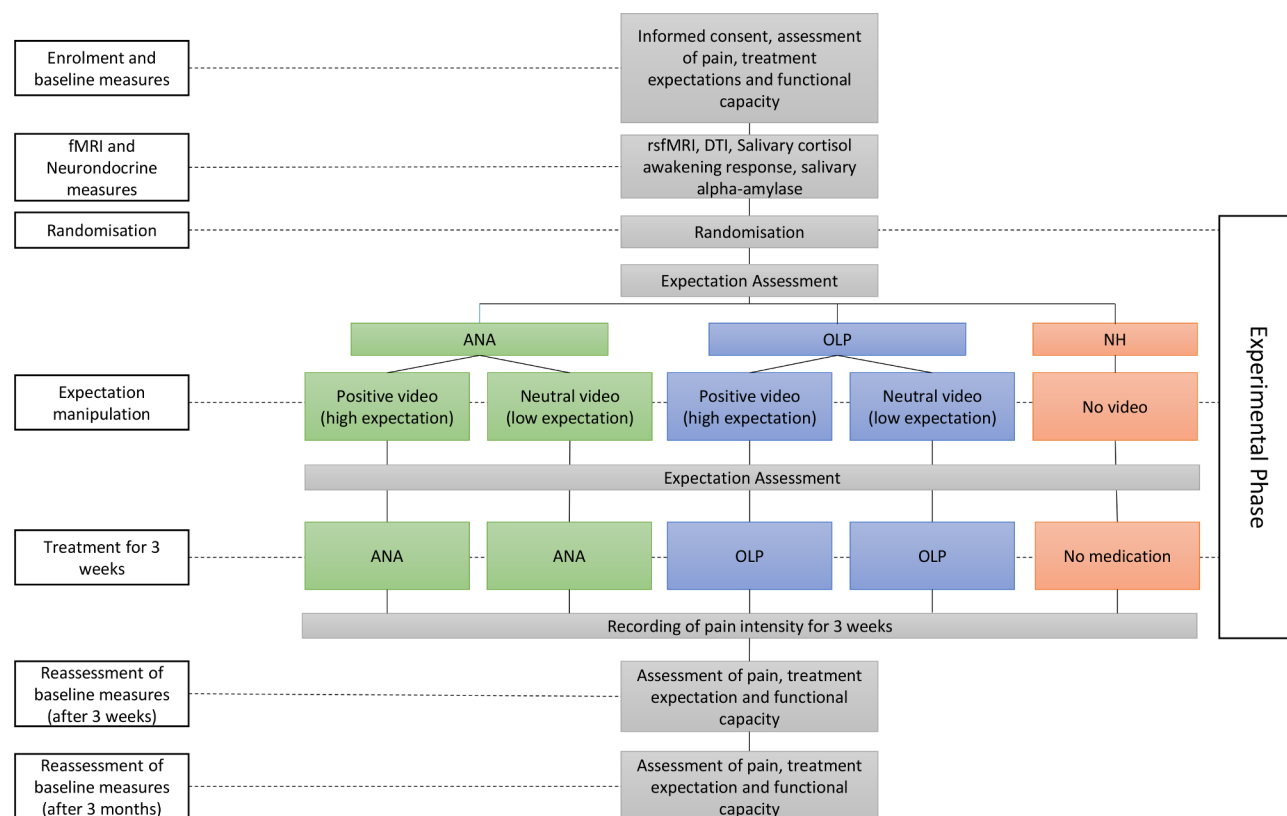 Enrolment and
baseline measures
Informed consent, assessment
of pain, treatment
expectations and functional
capacity
fMRI and
Neurondocrine
measures
rsfMRI, DTI, Salivary cortisol
awakening response, salivary
alpha-amylase
Randomisation
Randomisation
Expectation Assessment
ANA
OLP
NH
Expectation
manipulation
Positive video
(high expectation)
Neutral video
(low expectation)
Positive video
(high expectation)
Neutral video
(low expectation)
No video
Expectation Assessment
Treatment for 3
weeks
ANA
ANA
OLP
OLP
No medication
Recording of pain intensity for 3 weeks
Experimental Phase
Reassessment of
baseline measures
(after 3 weeks)
Assessment of pain, treatment
expectation and functional
capacity
Reassessment of
baseline measures
(after 3 months)
Assessment of pain, treatment
expectation and functional
capacity